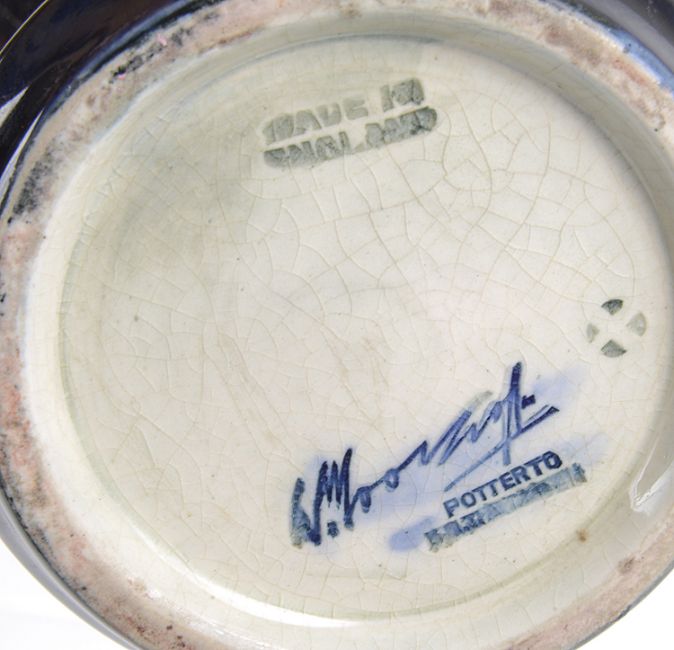 MADE IN
ENGLAND
W. Moorcroft
POTTER TO